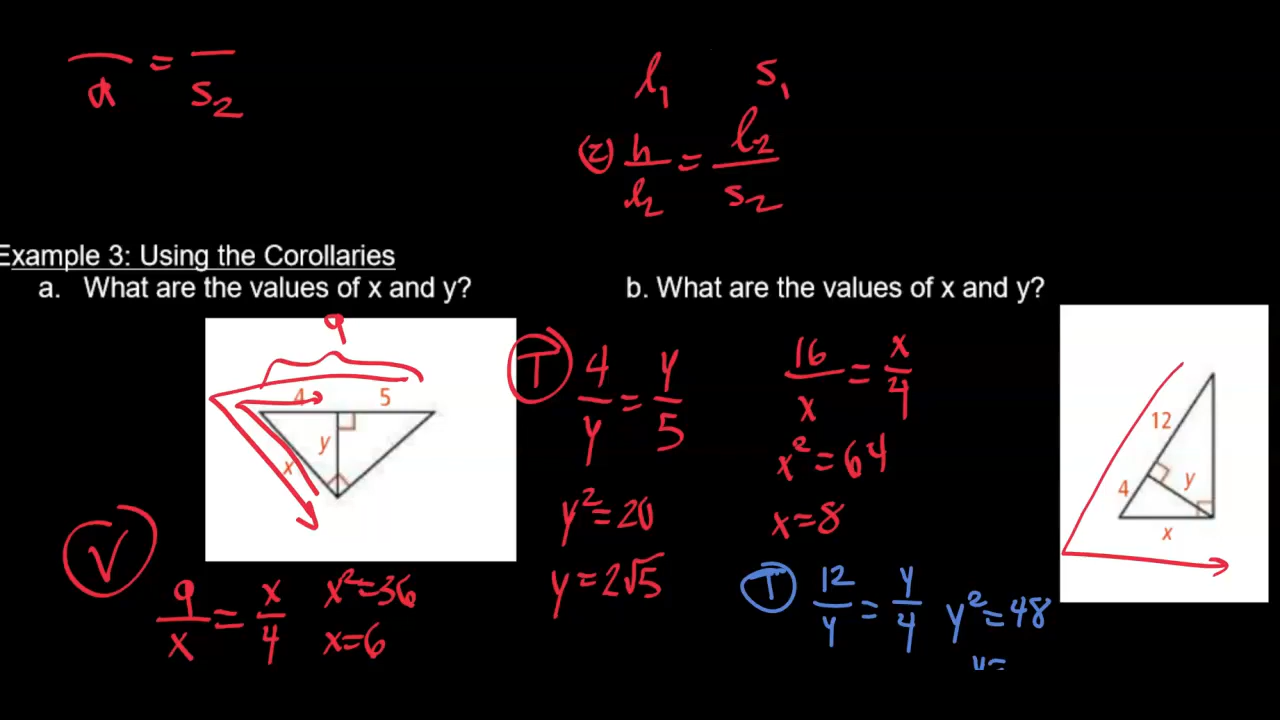 — = —
a   s₂
l₁   s₁
(2) h/l₂ = l₂/s₂
Example 3: Using the Corollaries
a. What are the values of x and y?
b. What are the values of x and y?
9
4 5
y
x
V
9/x = x/4
x² = 36
x = 6
T 4/y = y/5
y² = 20
y = 2√5
16/x = x/4
x² = 64
x = 8
T 12/y = y/4
y² = 48
y =
12
4 y
x